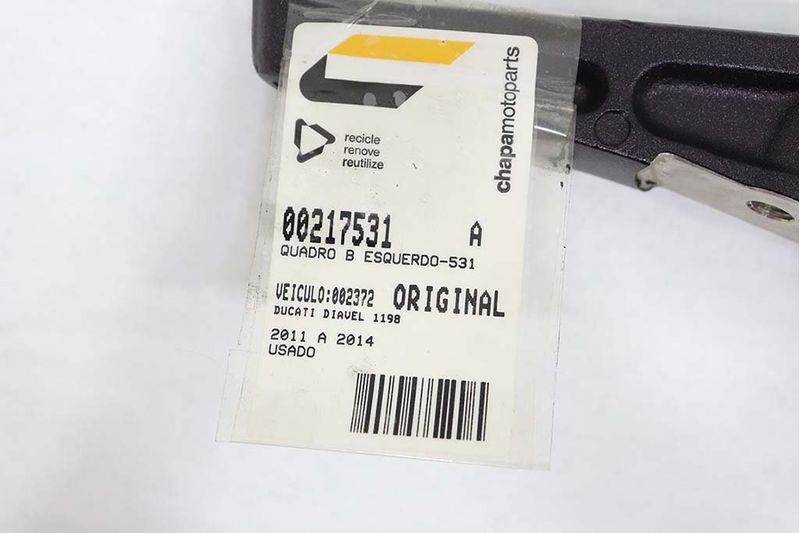 chapamotoparts
recicle
renove
reutilize
00217531 A
QUADRO B ESQUERDO-531
VEICULO:002372 ORIGINAL
DUCATI DIAVEL 1198
2011 A 2014
USADO